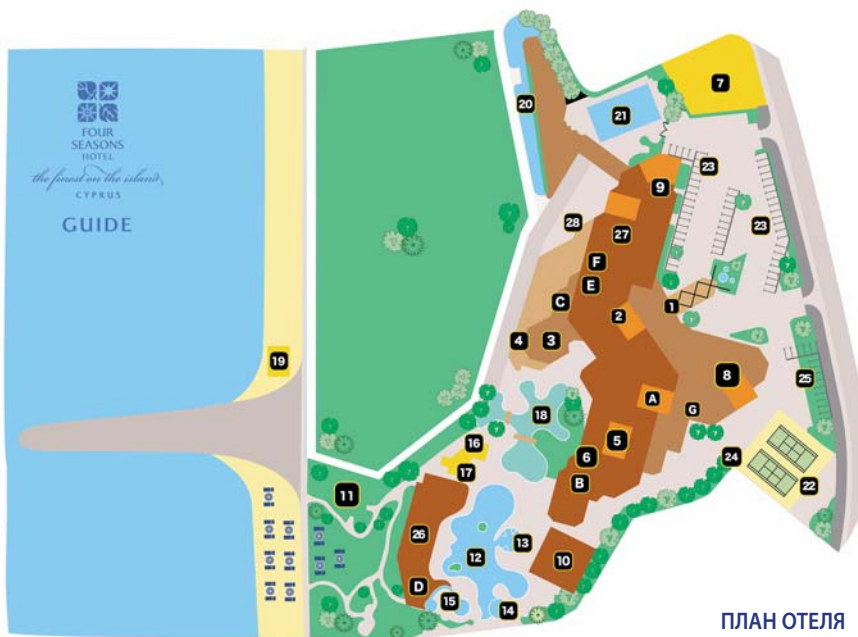 FOUR
SEASONS
HOTEL
the finest on the island
CYPRUS
GUIDE
20
21
7
23
9
28
27
23
F
E
C
1
4
3
2
19
8
25
A
G
18
16
5
6
17
24
B
22
11
26
13
12
10
D
15
14
ПЛАН ОТЕЛЯ